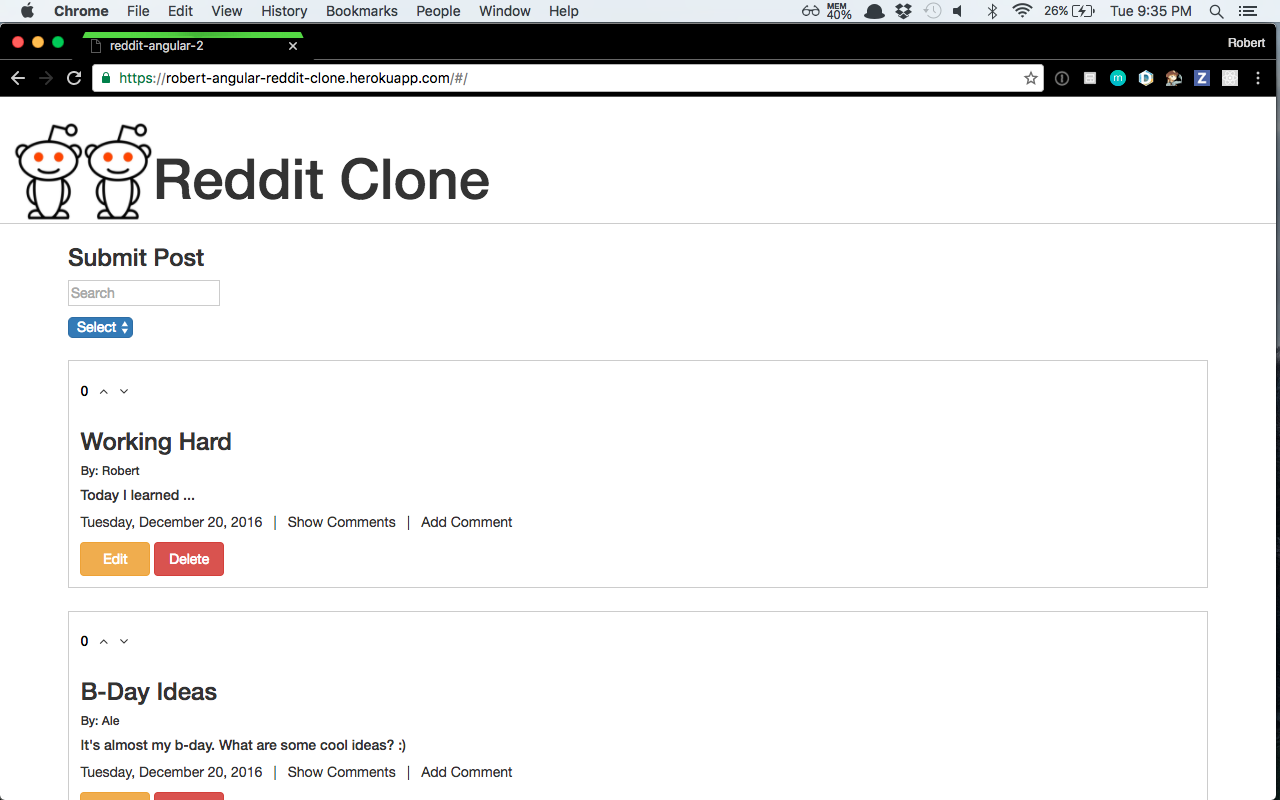 Chrome File Edit View History Bookmarks People Window Help MEM 40% 26% Tue 9:35 PM
reddit-angular-2 Robert
https://robert-angular-reddit-clone.herokuapp.com/#/ m Z
Reddit Clone
Submit Post
Search
Select
0
Working Hard
By: Robert
Today I learned ...
Tuesday, December 20, 2016 | Show Comments | Add Comment
Edit Delete
0
B-Day Ideas
By: Ale
It's almost my b-day. What are some cool ideas? :)
Tuesday, December 20, 2016 | Show Comments | Add Comment